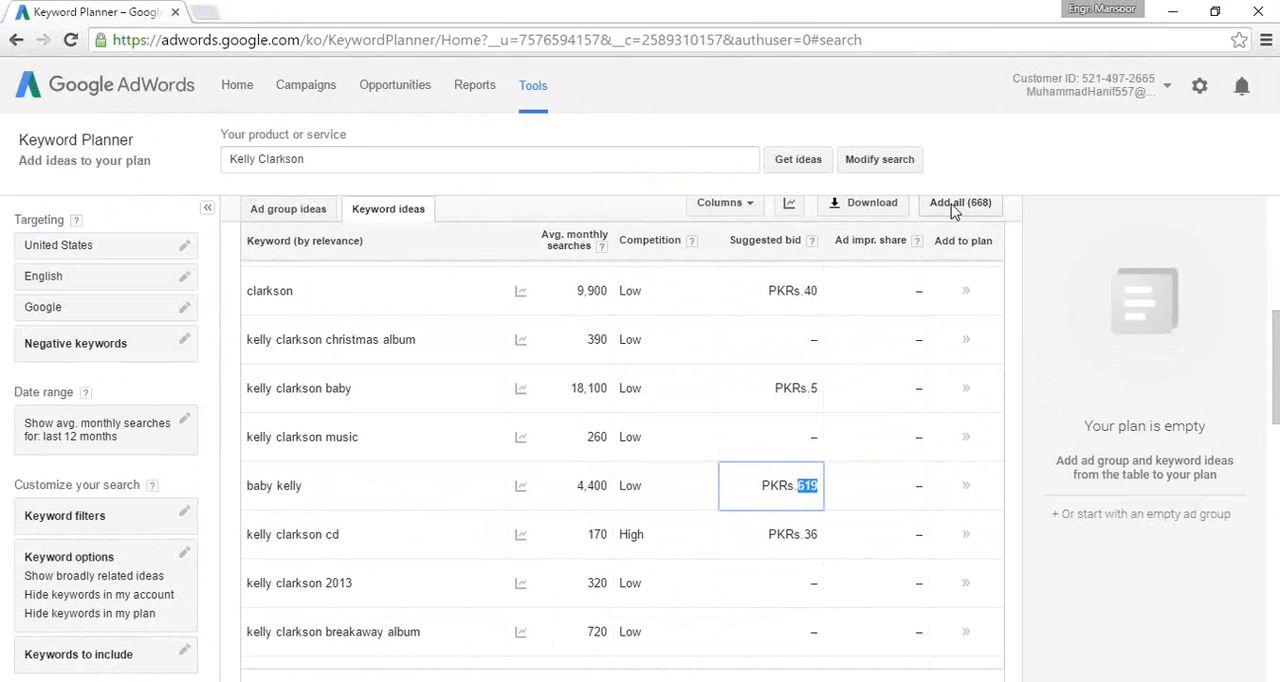 Keyword Planner – Google
Engr. Mansoor
https://adwords.google.com/ko/KeywordPlanner/Home?__u=7576594157&__c=2589310157&authuser=0#search
Google AdWords
Home
Campaigns
Opportunities
Reports
Tools
Customer ID: 521-497-2665
MuhammadHanif557@...
Keyword Planner
Add ideas to your plan
Your product or service
Kelly Clarkson
Get ideas
Modify search
Targeting ?
United States
English
Google
Negative keywords
Date range ?
Show avg. monthly searches
for: last 12 months
Customize your search ?
Keyword filters
Keyword options
Show broadly related ideas
Hide keywords in my account
Hide keywords in my plan
Keywords to include
Ad group ideas
Keyword ideas
Columns
Download
Add all (668)
Keyword (by relevance) Avg. monthly searches ? Competition ? Suggested bid ? Ad impr. share ? Add to plan
clarkson 9,900 Low PKRs.40 – »
kelly clarkson christmas album 390 Low – – »
kelly clarkson baby 18,100 Low PKRs.5 – »
kelly clarkson music 260 Low – – »
baby kelly 4,400 Low PKRs.619 – »
kelly clarkson cd 170 High PKRs.36 – »
kelly clarkson 2013 320 Low – – »
kelly clarkson breakaway album 720 Low – – »
Your plan is empty
Add ad group and keyword ideas
from the table to your plan
+ Or start with an empty ad group